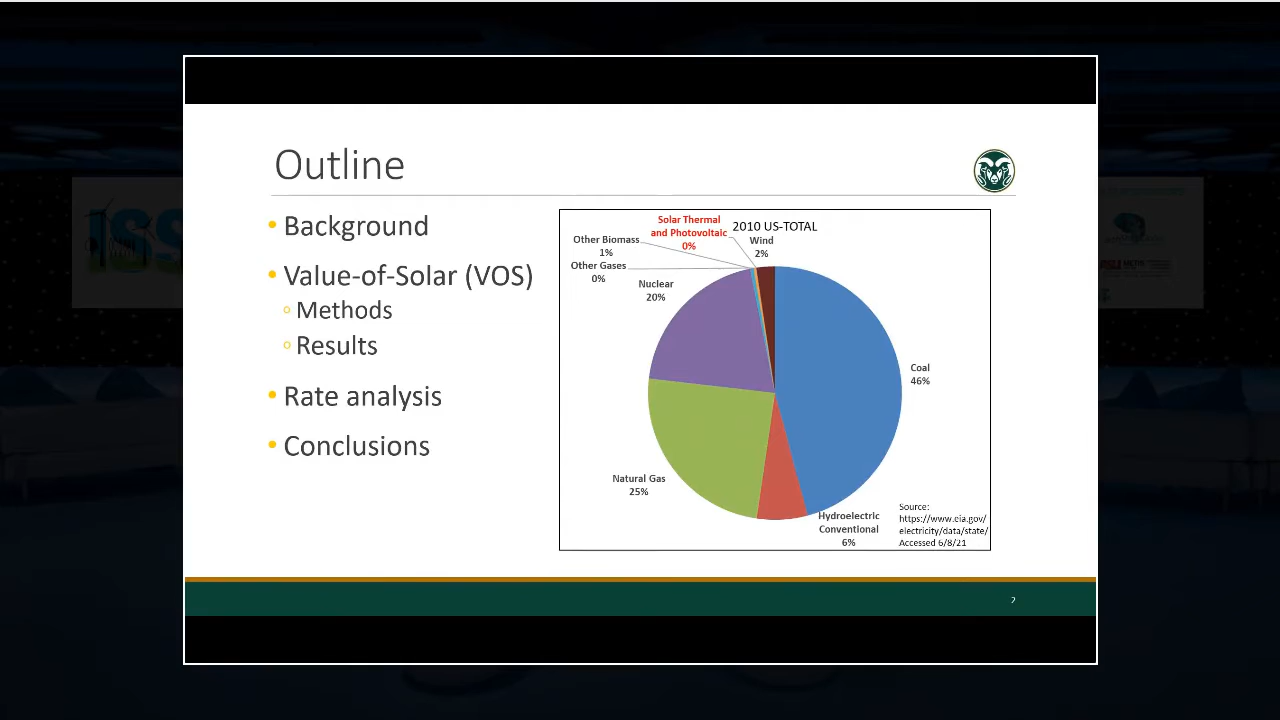 Outline
• Background
• Value-of-Solar (VOS)
◦ Methods
◦ Results
• Rate analysis
• Conclusions
2010 US-TOTAL
Solar Thermal
and Photovoltaic
0%
Wind
2%
Other Biomass
1%
Other Gases
0%
Nuclear
20%
Coal
46%
Natural Gas
25%
Hydroelectric
Conventional
6%
Source:
https://www.eia.gov/
electricity/data/state/
Accessed 6/8/21
2
ISS